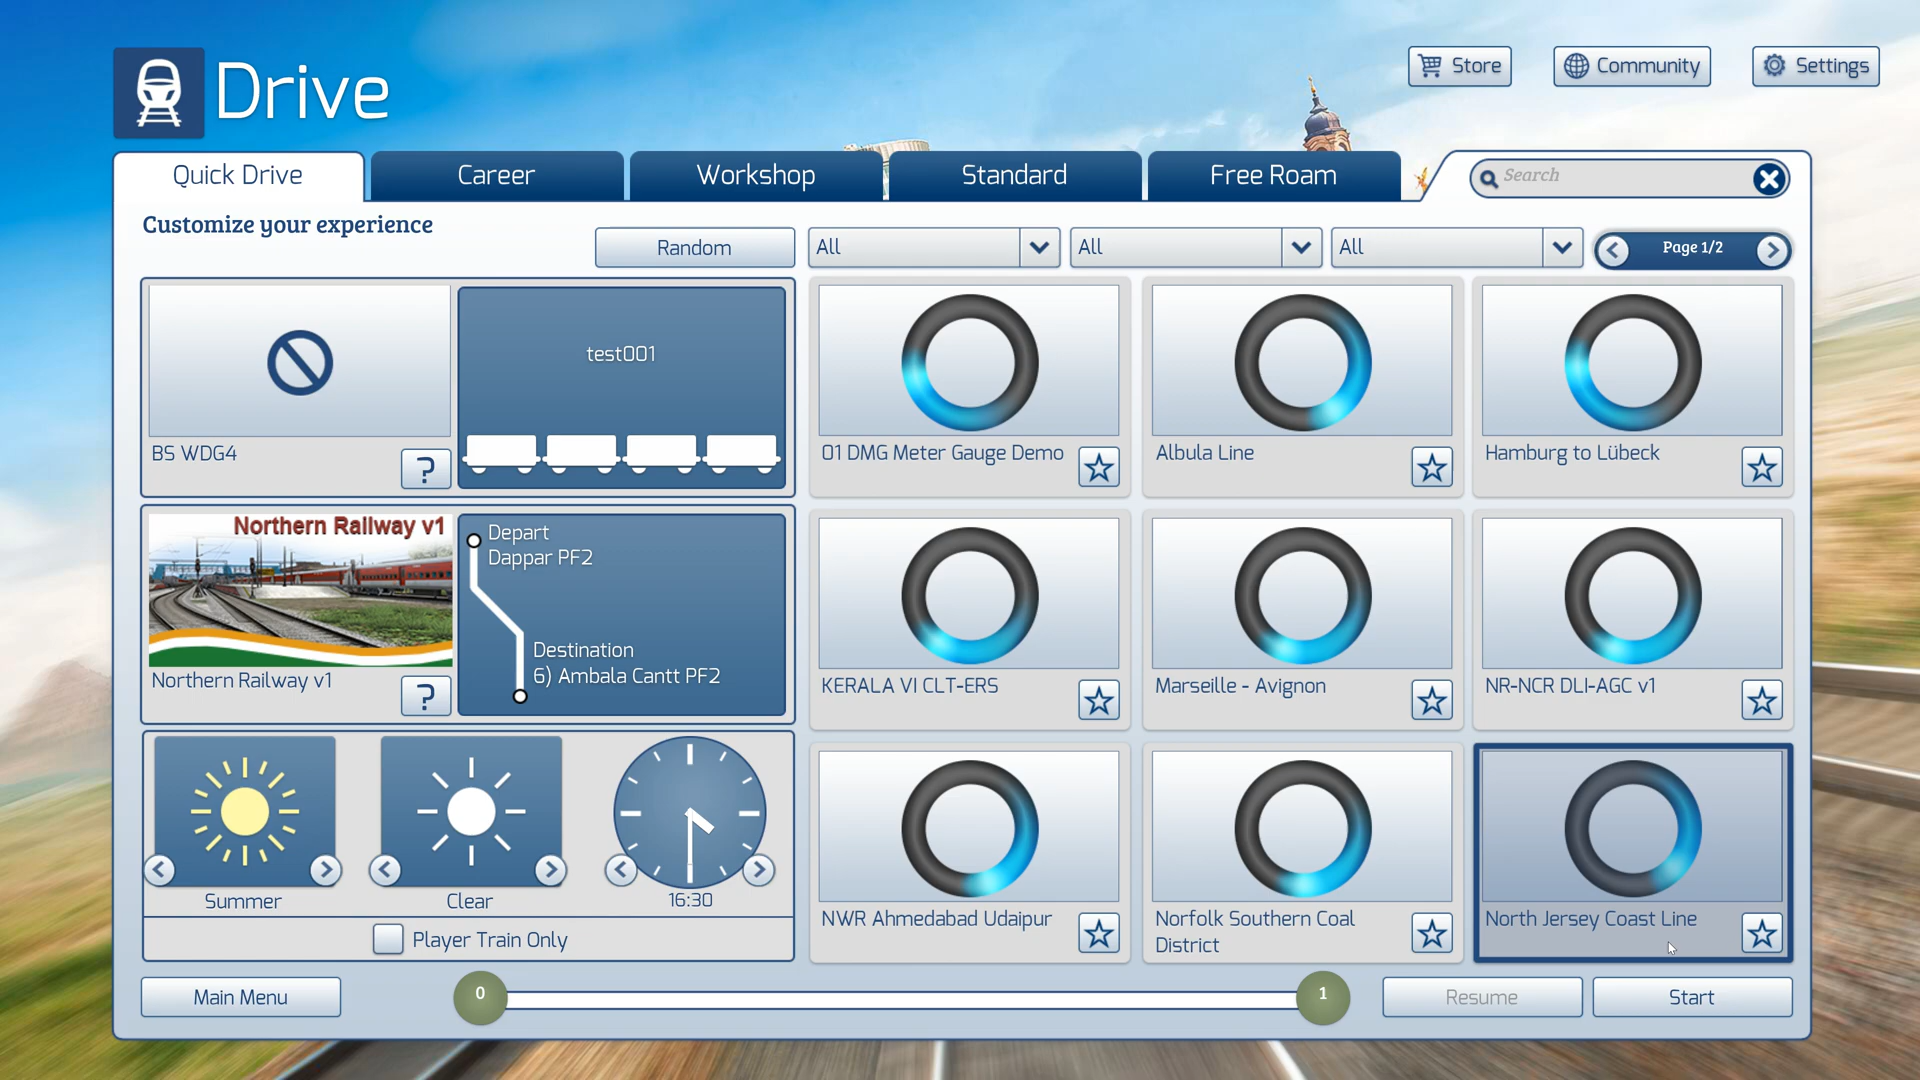 Drive
Store
Community
Settings
Quick Drive
Career
Workshop
Standard
Free Roam
Search
Customize your experience
Random
All
All
All
Page 1/2
BS WDG4
?
test001
01 DMG Meter Gauge Demo
Albula Line
Hamburg to Lübeck
Northern Railway v1
Northern Railway v1
?
Depart
Dappar PF2
Destination
6) Ambala Cantt PF2
KERALA VI CLT-ERS
Marseille - Avignon
NR-NCR DLI-AGC v1
Summer
Clear
16:30
Player Train Only
NWR Ahmedabad Udaipur
Norfolk Southern Coal
District
North Jersey Coast Line
Main Menu
0
1
Resume
Start